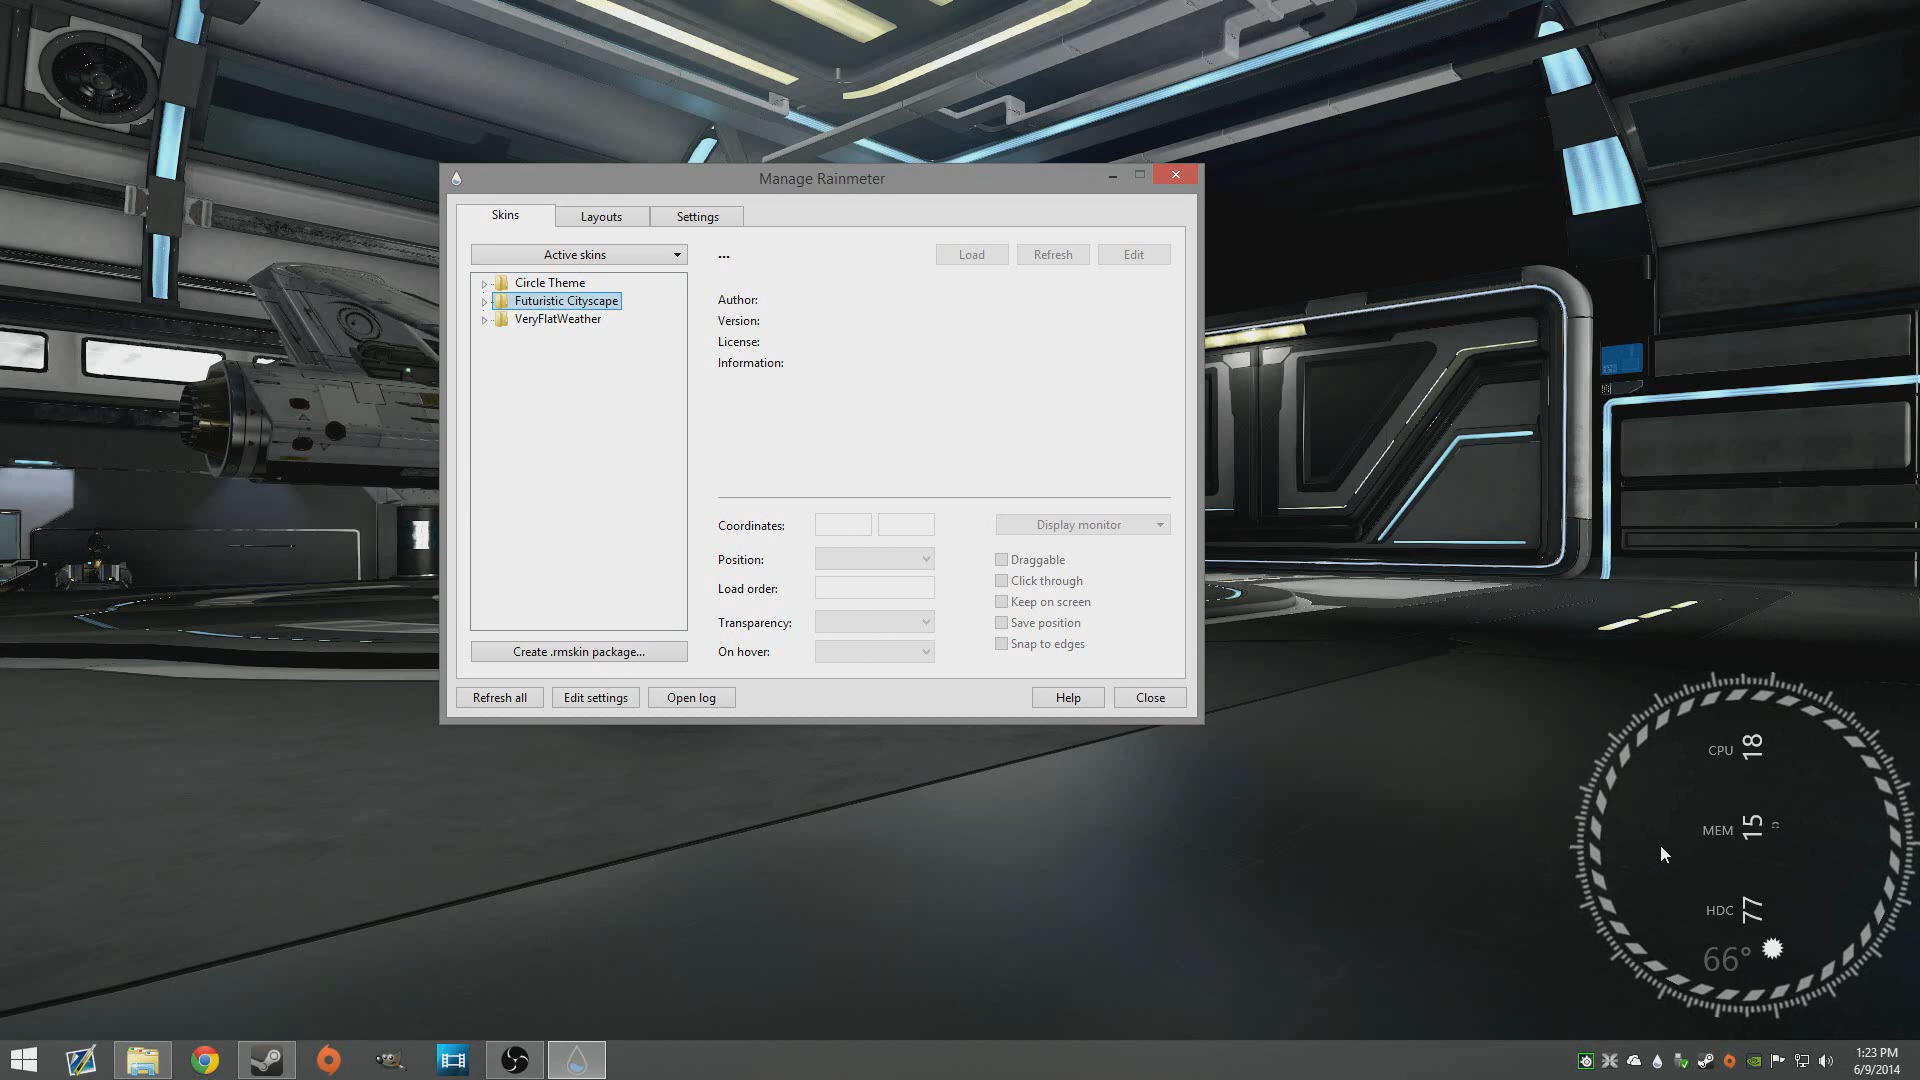 Manage Rainmeter
Skins
Layouts
Settings
Active skins
...
Load
Refresh
Edit
Circle Theme
Futuristic Cityscape
VeryFlatWeather
Author:
Version:
License:
Information:
Coordinates:
Display monitor
Position:
Load order:
Transparency:
On hover:
Draggable
Click through
Keep on screen
Save position
Snap to edges
Create .rmskin package...
Refresh all
Edit settings
Open log
Help
Close
CPU 18
MEM 15
HDC 77
66°
1:23 PM
6/9/2014